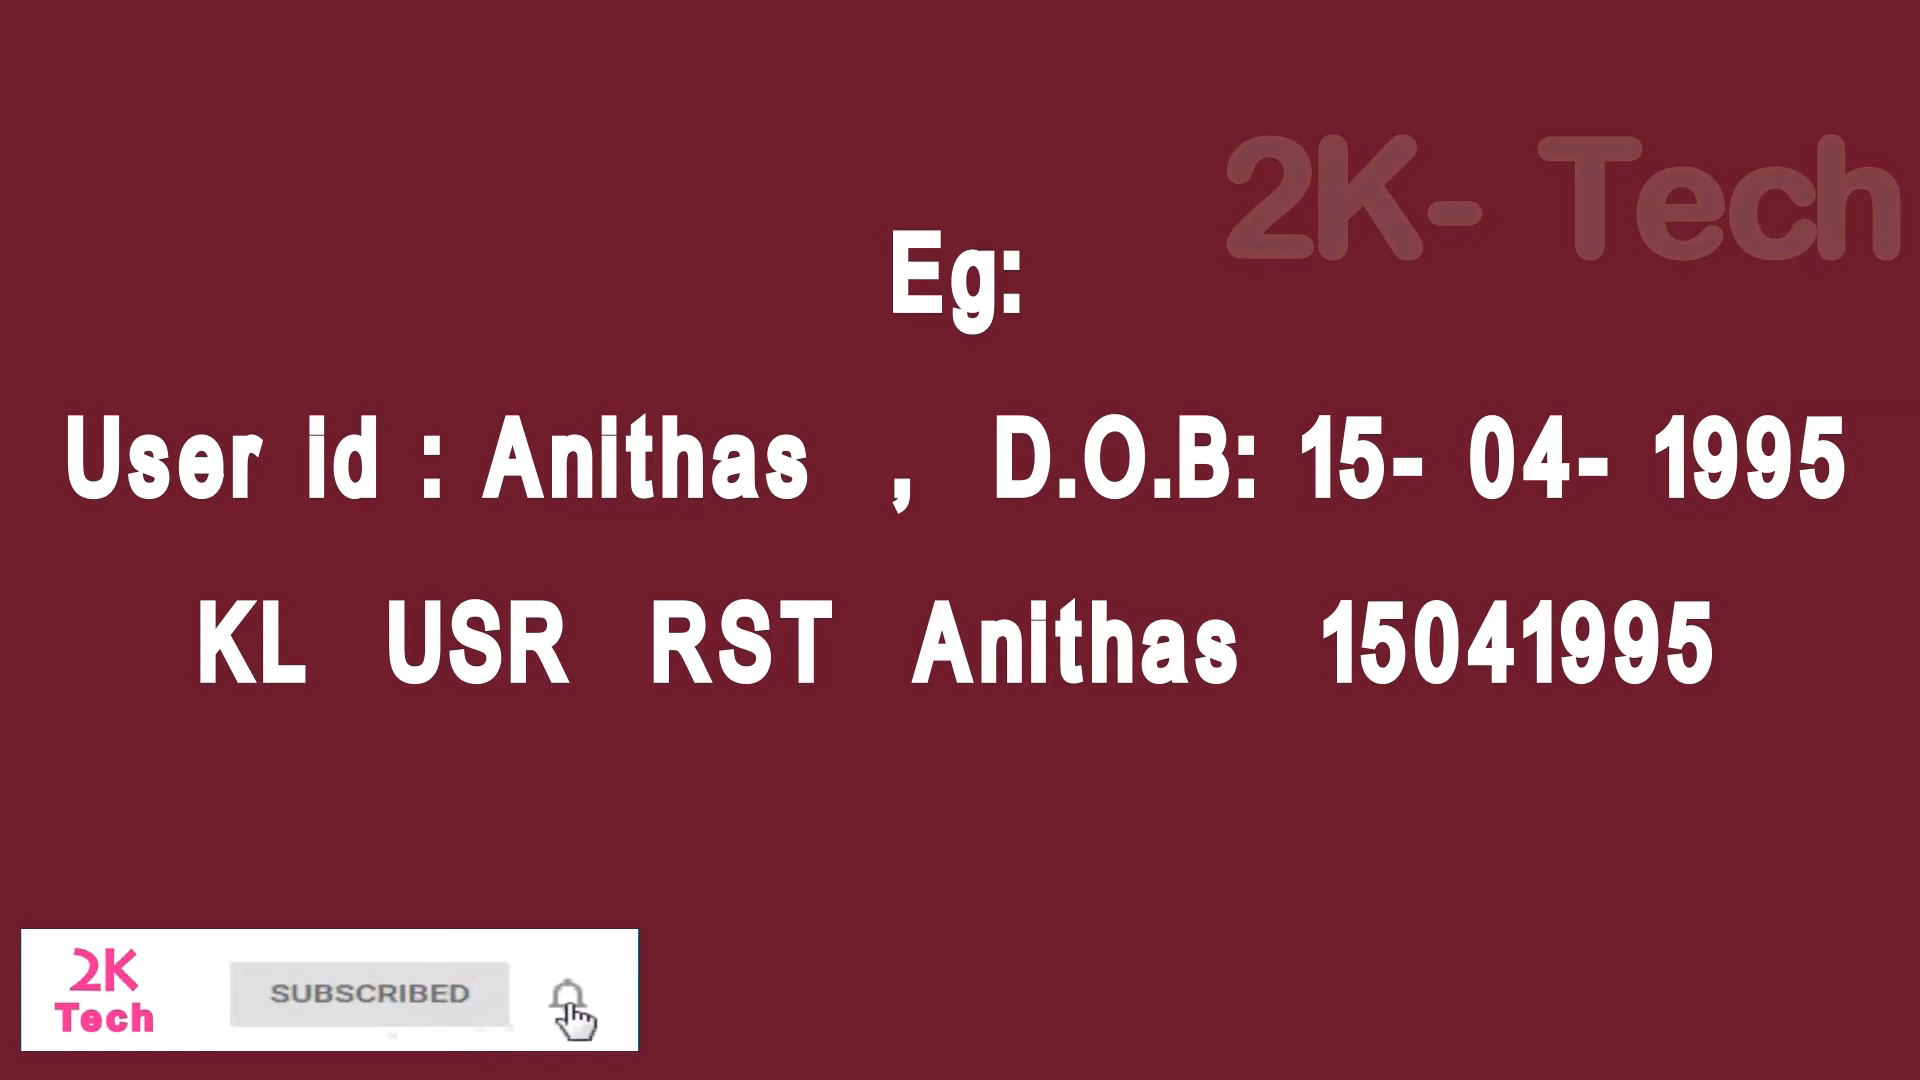 2K- Tech
Eg:
User id : Anithas , D.O.B: 15- 04- 1995
KL USR RST Anithas 15041995
2K
Tech
SUBSCRIBED